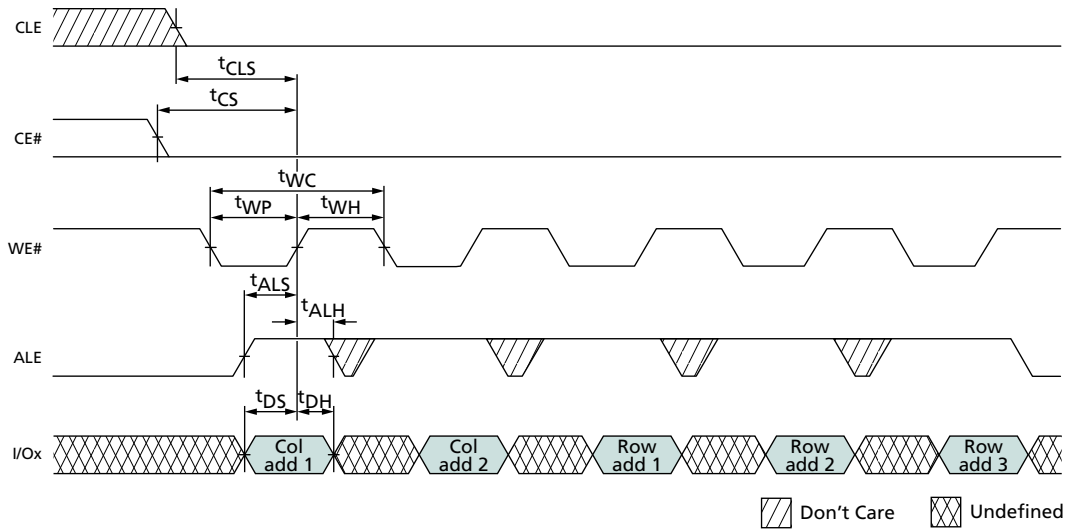 CLE
tCLS
tCS
CE#
tWC
tWP
tWH
WE#
tALS
tALH
ALE
tDS
tDH
I/Ox
Col add 1
Col add 2
Row add 1
Row add 2
Row add 3
Don't Care
Undefined